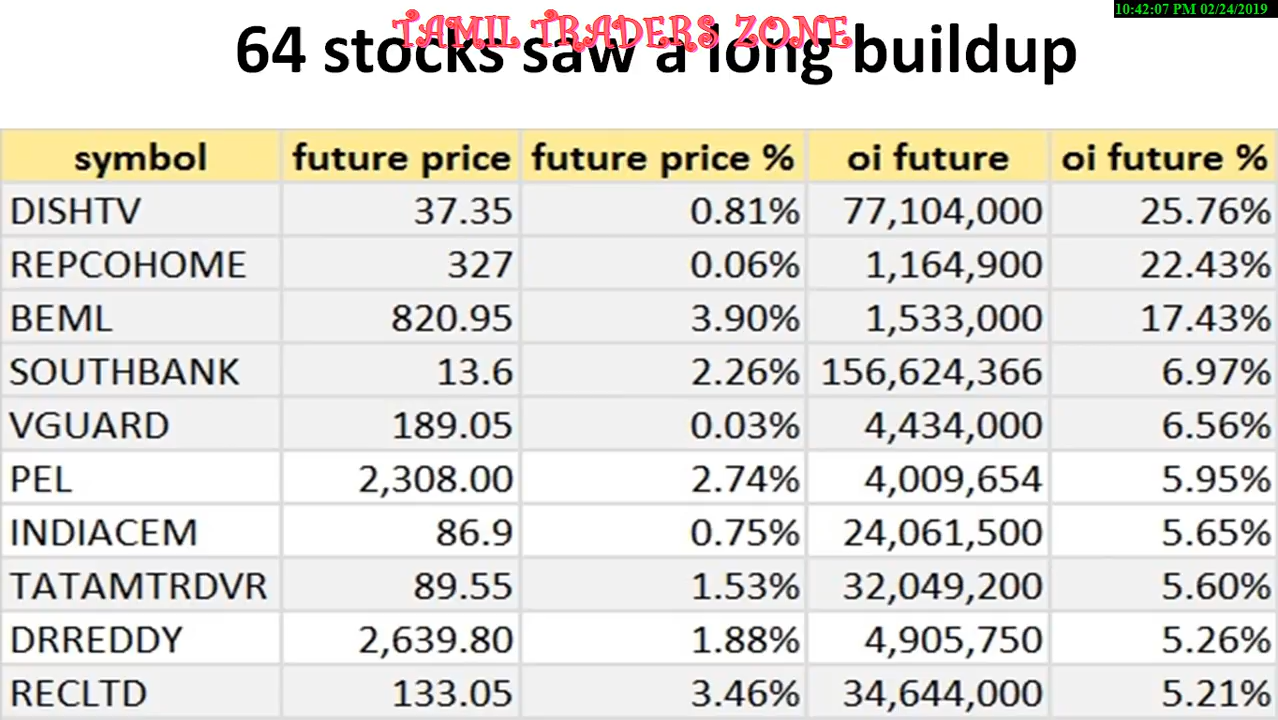 10:42:07 PM 02/24/2019
TAMIL TRADERS ZONE
64 stocks saw a long buildup
symbol future price future price % oi future oi future %
DISHTV 37.35 0.81% 77,104,000 25.76%
REPCOHOME 327 0.06% 1,164,900 22.43%
BEML 820.95 3.90% 1,533,000 17.43%
SOUTHBANK 13.6 2.26% 156,624,366 6.97%
VGUARD 189.05 0.03% 4,434,000 6.56%
PEL 2,308.00 2.74% 4,009,654 5.95%
INDIACEM 86.9 0.75% 24,061,500 5.65%
TATAMTRDVR 89.55 1.53% 32,049,200 5.60%
DRREDDY 2,639.80 1.88% 4,905,750 5.26%
RECLTD 133.05 3.46% 34,644,000 5.21%